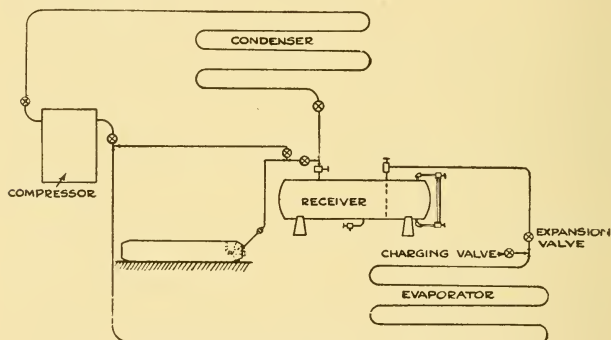 CONDENSER
COMPRESSOR
RECEIVER
EXPANSION
VALVE
CHARGING VALVE
EVAPORATOR